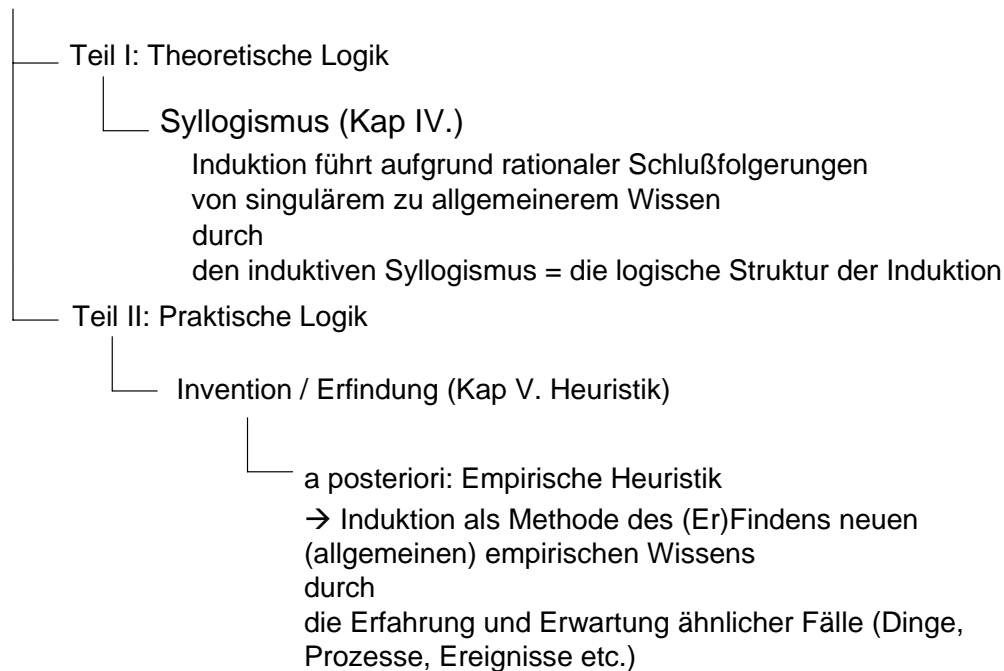 Teil I: Theoretische Logik
Syllogismus (Kap IV.)
Induktion führt aufgrund rationaler Schlußfolgerungen
von singulärem zu allgemeinerem Wissen
durch
den induktiven Syllogismus = die logische Struktur der Induktion
Teil II: Praktische Logik
Invention / Erfindung (Kap V. Heuristik)
a posteriori: Empirische Heuristik
→ Induktion als Methode des (Er)Findens neuen
(allgemeinen) empirischen Wissens
durch
die Erfahrung und Erwartung ähnlicher Fälle (Dinge,
Prozesse, Ereignisse etc.)